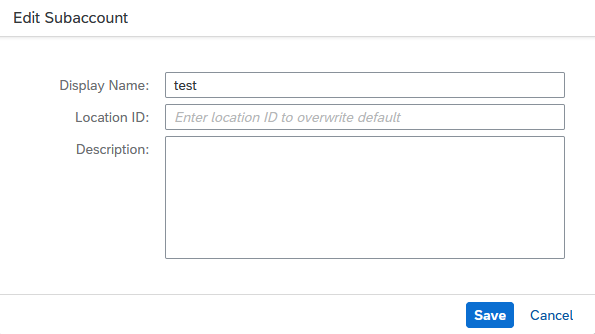 Edit Subaccount
Display Name: test
Location ID: Enter location ID to overwrite default
Description:
Save Cancel